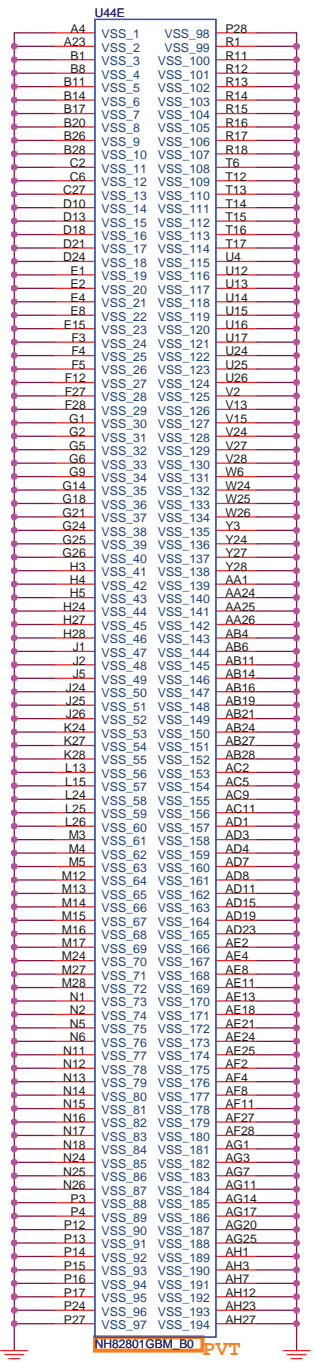 U44E
A4 VSS_1 VSS_98 P28
A23 VSS_2 VSS_99 R1
B1 VSS_3 VSS_100 R11
B8 VSS_4 VSS_101 R12
B11 VSS_5 VSS_102 R13
B14 VSS_6 VSS_103 R14
B17 VSS_7 VSS_104 R15
B20 VSS_8 VSS_105 R16
B26 VSS_9 VSS_106 R17
B28 VSS_10 VSS_107 R18
C2 VSS_11 VSS_108 T6
C6 VSS_12 VSS_109 T12
C27 VSS_13 VSS_110 T13
D10 VSS_14 VSS_111 T14
D13 VSS_15 VSS_112 T15
D18 VSS_16 VSS_113 T16
D21 VSS_17 VSS_114 T17
D24 VSS_18 VSS_115 U4
E1 VSS_19 VSS_116 U12
E2 VSS_20 VSS_117 U13
E4 VSS_21 VSS_118 U14
E8 VSS_22 VSS_119 U15
E15 VSS_23 VSS_120 U16
F3 VSS_24 VSS_121 U17
F4 VSS_25 VSS_122 U24
F5 VSS_26 VSS_123 U25
F12 VSS_27 VSS_124 U26
F27 VSS_28 VSS_125 V2
F28 VSS_29 VSS_126 V13
G1 VSS_30 VSS_127 V15
G2 VSS_31 VSS_128 V24
G5 VSS_32 VSS_129 V27
G6 VSS_33 VSS_130 V28
G9 VSS_34 VSS_131 W6
G14 VSS_35 VSS_132 W24
G18 VSS_36 VSS_133 W25
G21 VSS_37 VSS_134 W26
G24 VSS_38 VSS_135 Y3
G25 VSS_39 VSS_136 Y24
G26 VSS_40 VSS_137 Y27
H3 VSS_41 VSS_138 Y28
H4 VSS_42 VSS_139 AA1
H5 VSS_43 VSS_140 AA24
H24 VSS_44 VSS_141 AA25
H27 VSS_45 VSS_142 AA26
H28 VSS_46 VSS_143 AB4
J1 VSS_47 VSS_144 AB6
J2 VSS_48 VSS_145 AB11
J5 VSS_49 VSS_146 AB14
J24 VSS_50 VSS_147 AB16
J25 VSS_51 VSS_148 AB19
J26 VSS_52 VSS_149 AB21
K24 VSS_53 VSS_150 AB24
K27 VSS_54 VSS_151 AB27
K28 VSS_55 VSS_152 AB28
L13 VSS_56 VSS_153 AC2
L15 VSS_57 VSS_154 AC5
L24 VSS_58 VSS_155 AC9
L25 VSS_59 VSS_156 AC11
L26 VSS_60 VSS_157 AD1
M3 VSS_61 VSS_158 AD3
M4 VSS_62 VSS_159 AD4
M5 VSS_63 VSS_160 AD7
M12 VSS_64 VSS_161 AD8
M13 VSS_65 VSS_162 AD11
M14 VSS_66 VSS_163 AD15
M15 VSS_67 VSS_164 AD19
M16 VSS_68 VSS_165 AD23
M17 VSS_69 VSS_166 AE2
M24 VSS_70 VSS_167 AE4
M27 VSS_71 VSS_168 AE8
M28 VSS_72 VSS_169 AE11
N1 VSS_73 VSS_170 AE13
N2 VSS_74 VSS_171 AE18
N5 VSS_75 VSS_172 AE21
N6 VSS_76 VSS_173 AE24
N11 VSS_77 VSS_174 AE25
N12 VSS_78 VSS_175 AF2
N13 VSS_79 VSS_176 AF4
N14 VSS_80 VSS_177 AF8
N15 VSS_81 VSS_178 AF11
N16 VSS_82 VSS_179 AF27
N17 VSS_83 VSS_180 AF28
N18 VSS_84 VSS_181 AG1
N24 VSS_85 VSS_182 AG3
N25 VSS_86 VSS_183 AG7
N26 VSS_87 VSS_184 AG11
P3 VSS_88 VSS_185 AG14
P4 VSS_89 VSS_186 AG17
P12 VSS_90 VSS_187 AG20
P13 VSS_91 VSS_188 AG25
P14 VSS_92 VSS_189 AH1
P15 VSS_93 VSS_190 AH3
P16 VSS_94 VSS_191 AH7
P17 VSS_95 VSS_192 AH12
P24 VSS_96 VSS_193 AH23
P27 VSS_97 VSS_194 AH27
NH82801GBM_B0 PVT